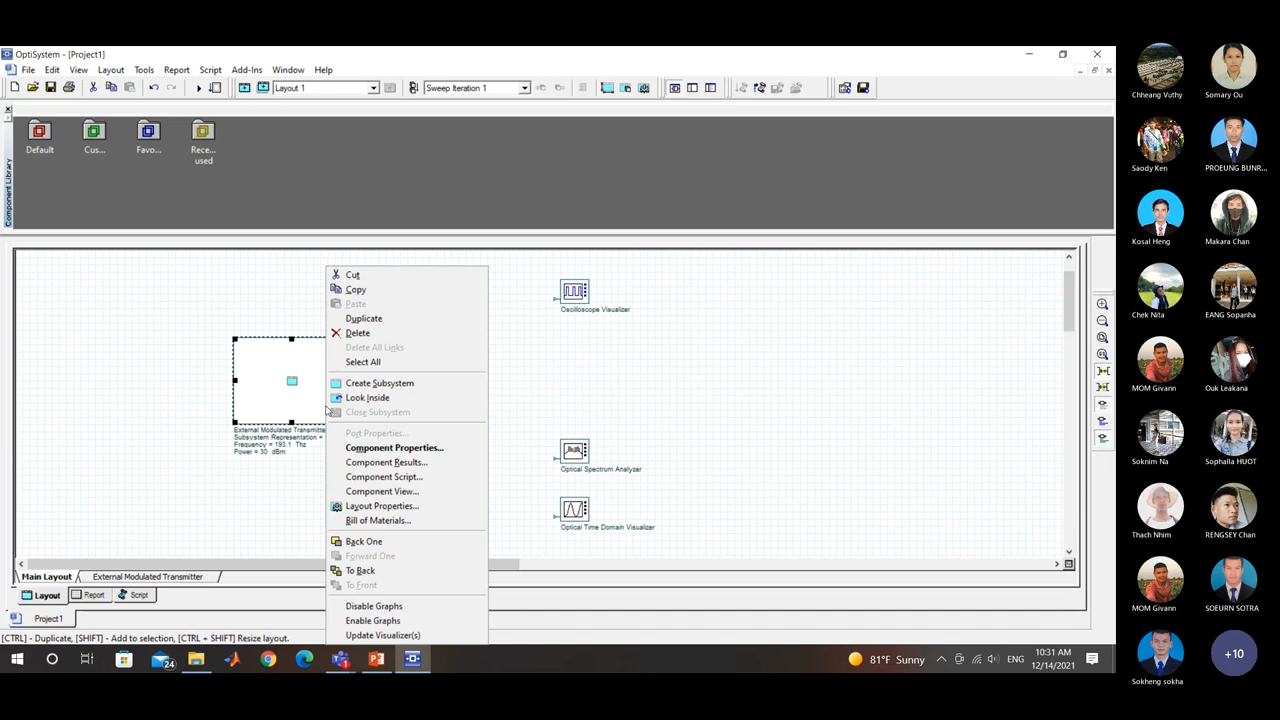 OptiSystem - [Project1]
File Edit View Layout Tools Report Script Add-Ins Window Help
Layout 1
Sweep Iteration 1
Component Library
Default
Cus...
Favo...
Rece... used
Cut
Copy
Paste
Duplicate
Delete
Delete All Links
Select All
Create Subsystem
Look Inside
Close Subsystem
Port Properties...
Component Properties...
Component Results...
Component Script...
Component View...
Layout Properties...
Bill of Materials...
Back One
Forward One
To Back
To Front
Disable Graphs
Enable Graphs
Update Visualizer(s)
External Modulated Transmitte
Subsystem Representation =
Frequency = 193.1 Thz
Power = 30 dBm
Oscilloscope Visualizer
Optical Spectrum Analyzer
Optical Time Domain Visualizer
Main Layout
External Modulated Transmitter
Layout
Report
Script
Project1
[CTRL] - Duplicate, [SHIFT] - Add to selection, [CTRL + SHIFT] Resize layout.
24
1
81°F Sunny
ENG
10:31 AM
12/14/2021
Chheang Vuthy
Somary Ou
Saody Ken
PROEUNG BUNR...
Kosal Heng
Makara Chan
Chek Nita
EANG Sopanha
MOM Givann
Ouk Leakana
Soknim Na
Sophalla HUOT
Thach Nhim
RENGSEY Chan
MOM Givann
SOEURN SOTRA
Sokheng sokha
+10